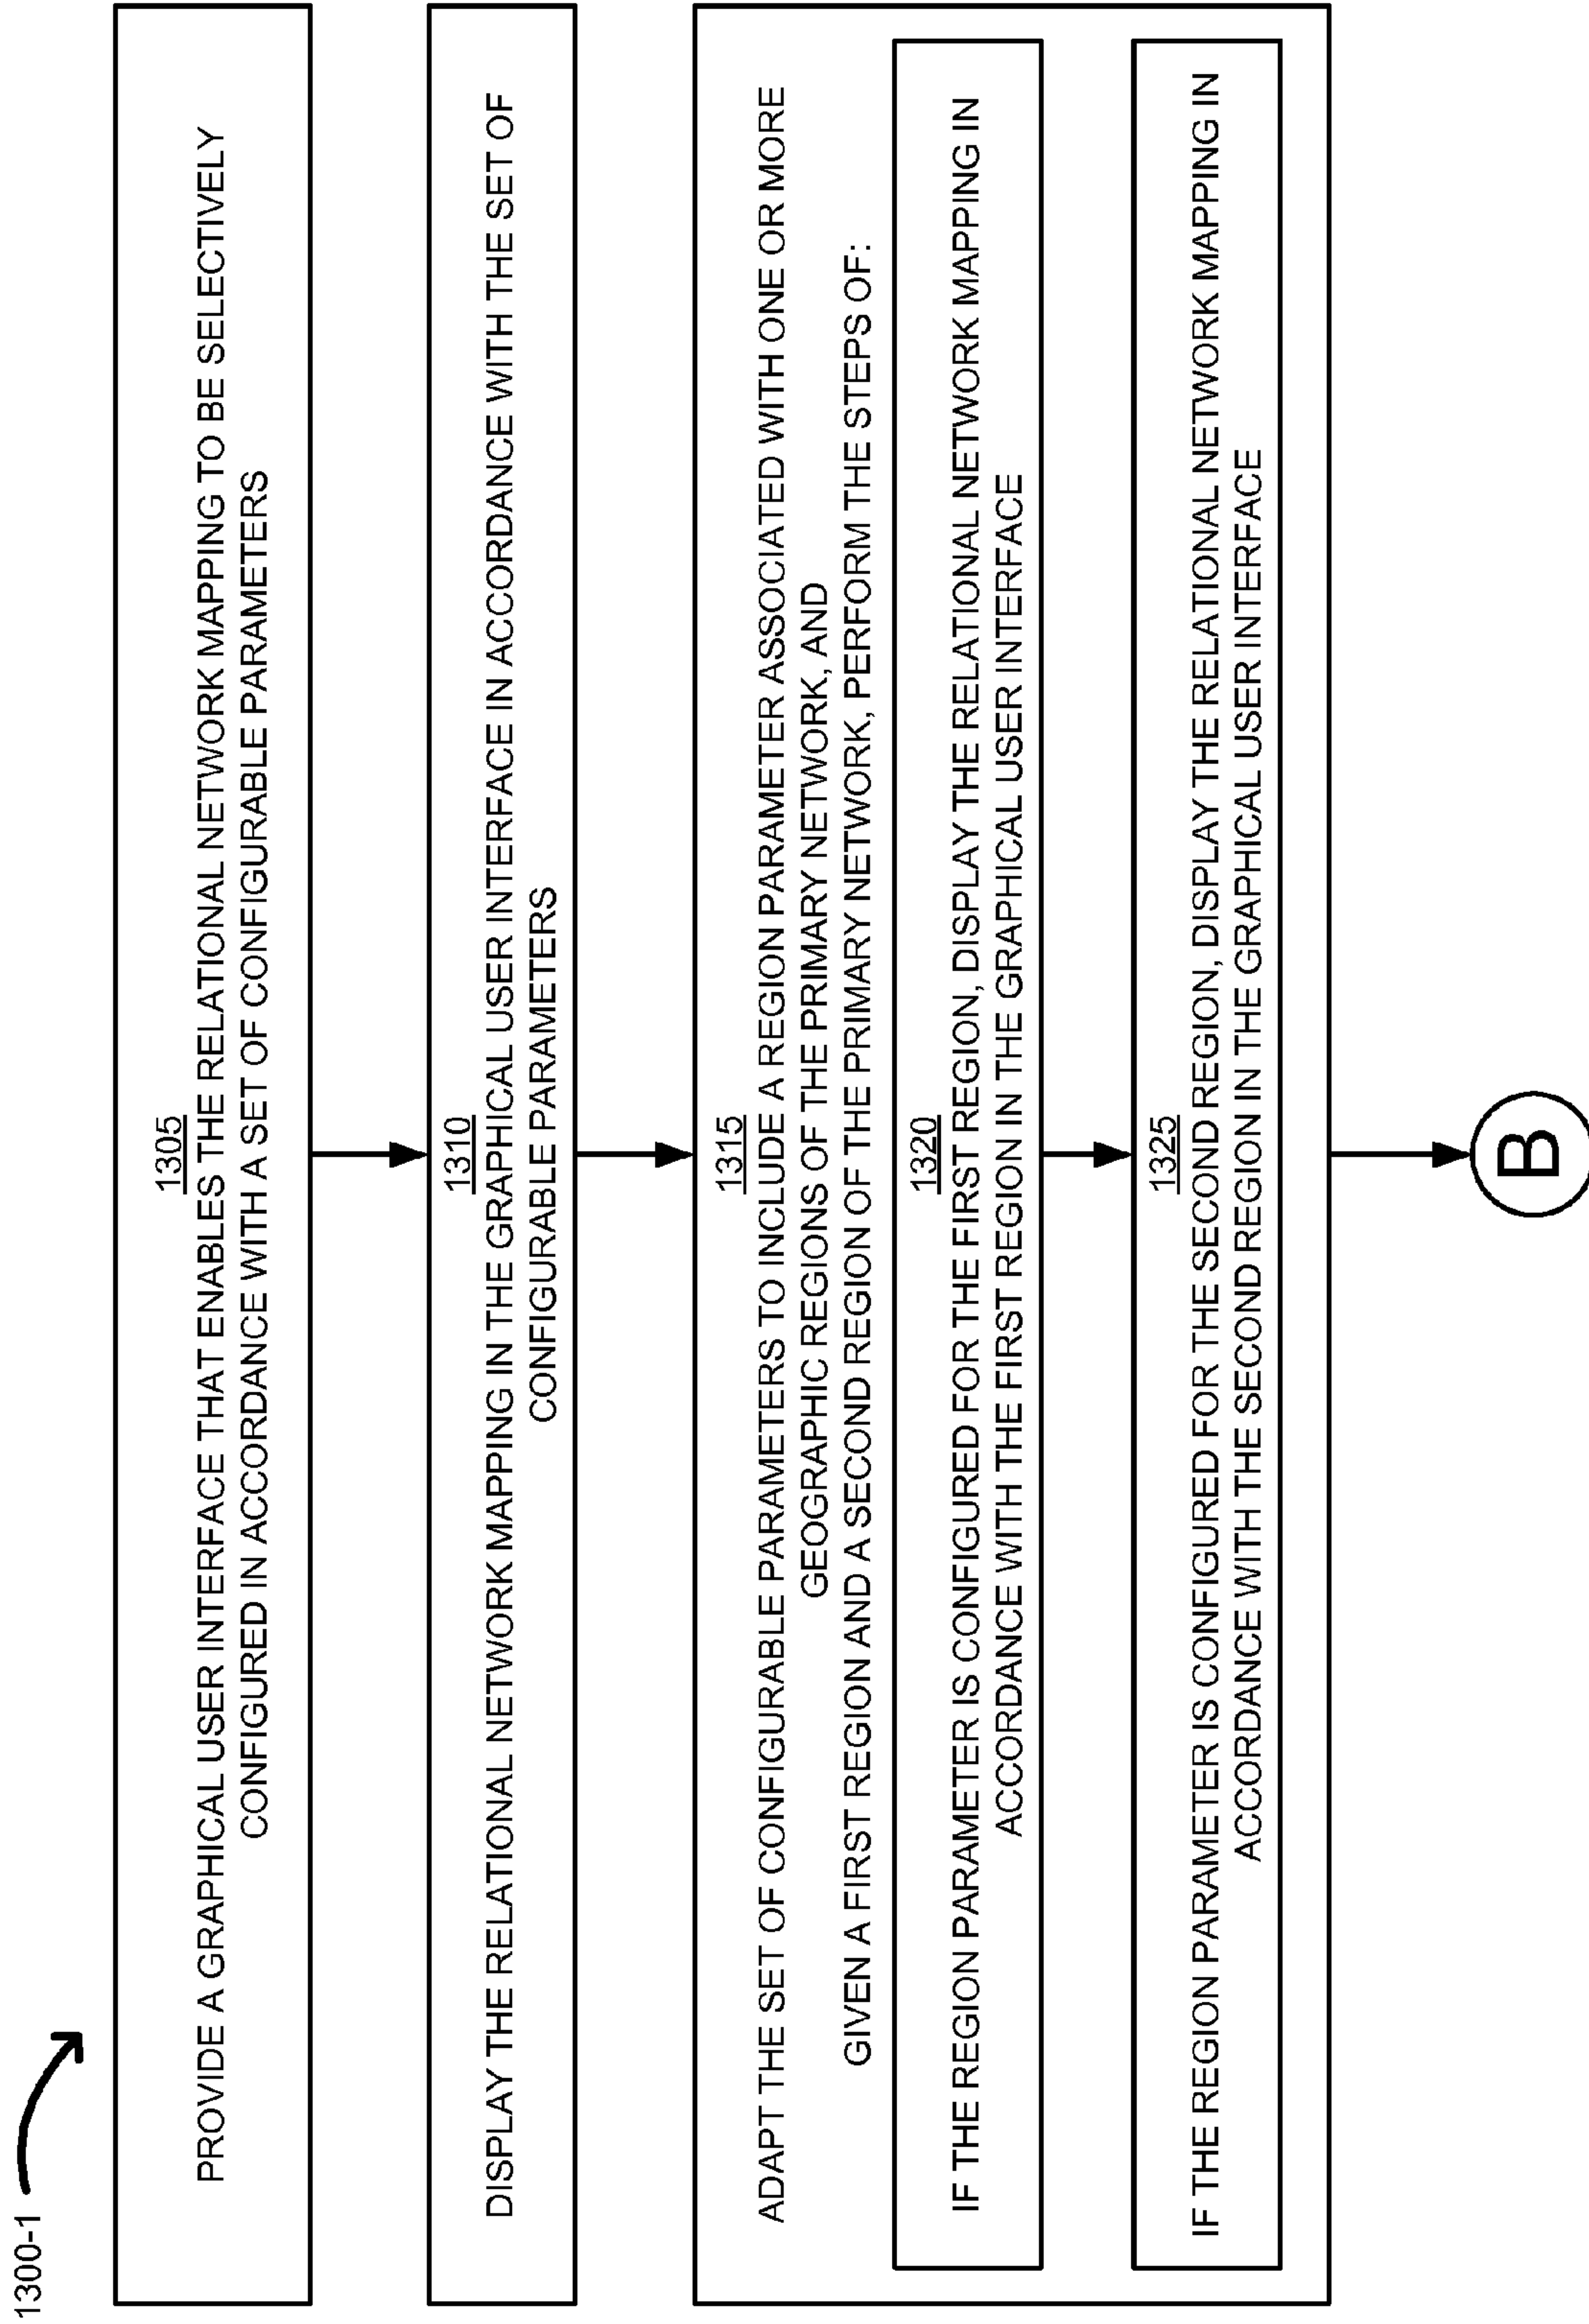 1300-1
1305
PROVIDE A GRAPHICAL USER INTERFACE THAT ENABLES THE RELATIONAL NETWORK MAPPING TO BE SELECTIVELY
CONFIGURED IN ACCORDANCE WITH A SET OF CONFIGURABLE PARAMETERS
1310
DISPLAY THE RELATIONAL NETWORK MAPPING IN THE GRAPHICAL USER INTERFACE IN ACCORDANCE WITH THE SET OF
CONFIGURABLE PARAMETERS
1315
ADAPT THE SET OF CONFIGURABLE PARAMETERS TO INCLUDE A REGION PARAMETER ASSOCIATED WITH ONE OR MORE
GEOGRAPHIC REGIONS OF THE PRIMARY NETWORK, AND
GIVEN A FIRST REGION AND A SECOND REGION OF THE PRIMARY NETWORK, PERFORM THE STEPS OF:
1320
IF THE REGION PARAMETER IS CONFIGURED FOR THE FIRST REGION, DISPLAY THE RELATIONAL NETWORK MAPPING IN
ACCORDANCE WITH THE FIRST REGION IN THE GRAPHICAL USER INTERFACE
1325
IF THE REGION PARAMETER IS CONFIGURED FOR THE SECOND REGION, DISPLAY THE RELATIONAL NETWORK MAPPING IN
ACCORDANCE WITH THE SECOND REGION IN THE GRAPHICAL USER INTERFACE
B